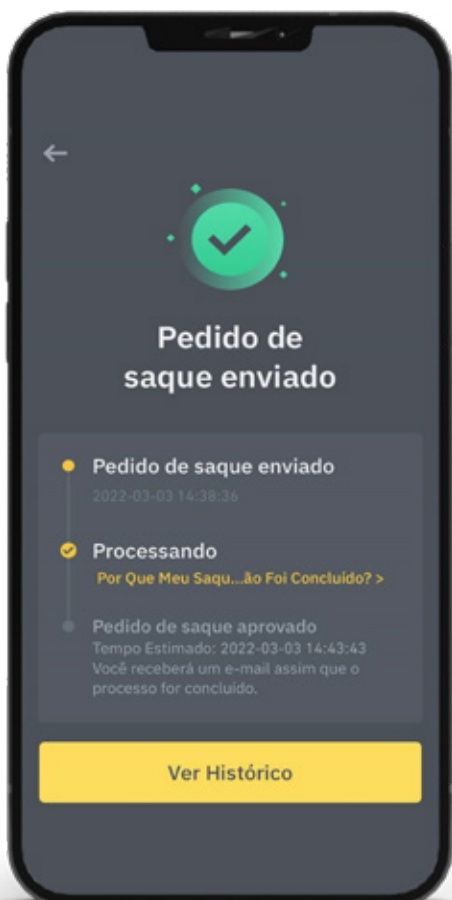 Pedido de
saque enviado
Pedido de saque enviado
2022-03-03 14:38:36
Processando
Por Que Meu Saqu...ão Foi Concluído? >
Pedido de saque aprovado
Tempo Estimado: 2022-03-03 14:43:43
Você receberá um e-mail assim que o
processo for concluído.
Ver Histórico